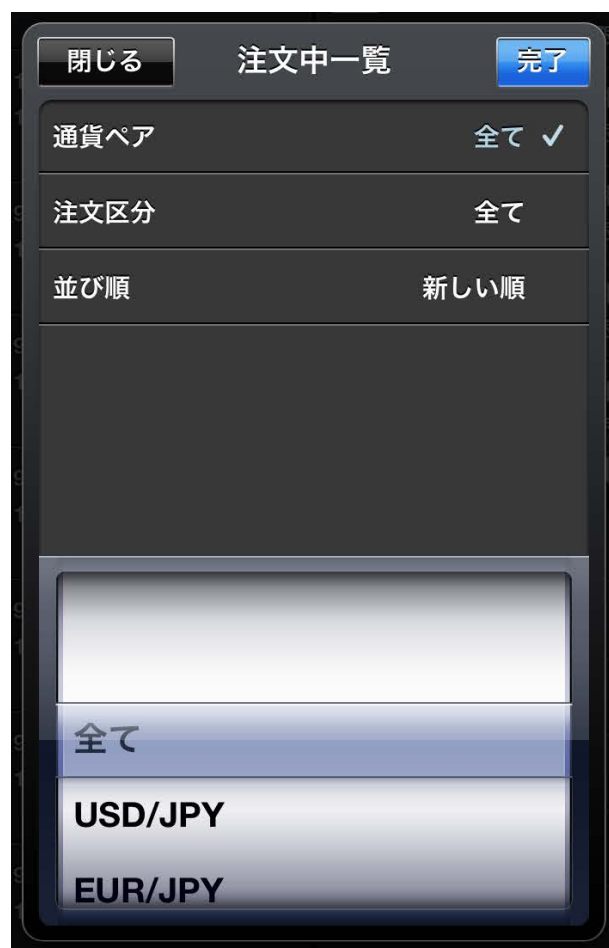 閉じる 注文中一覧 完了
通貨ペア 全て ✓
注文区分 全て
並び順 新しい順
全て
USD/JPY
EUR/JPY